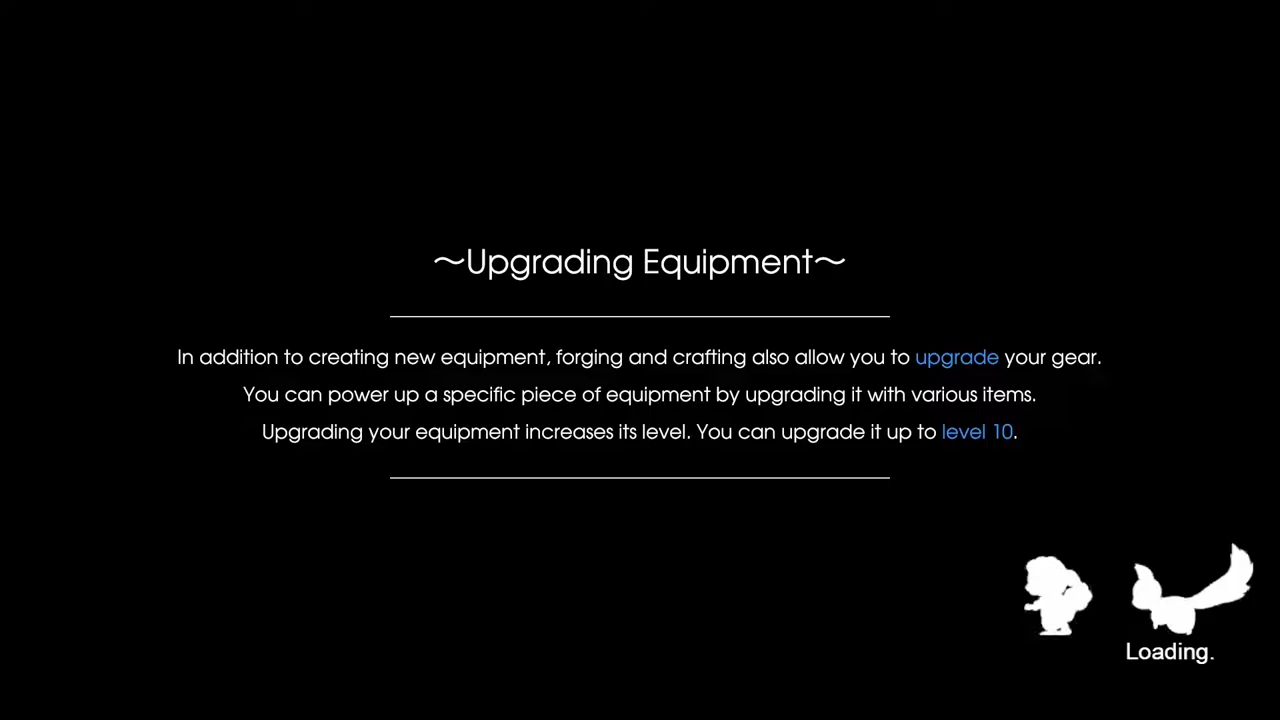 ～Upgrading Equipment～
In addition to creating new equipment, forging and crafting also allow you to upgrade your gear.
You can power up a specific piece of equipment by upgrading it with various items.
Upgrading your equipment increases its level. You can upgrade it up to level 10.
Loading.